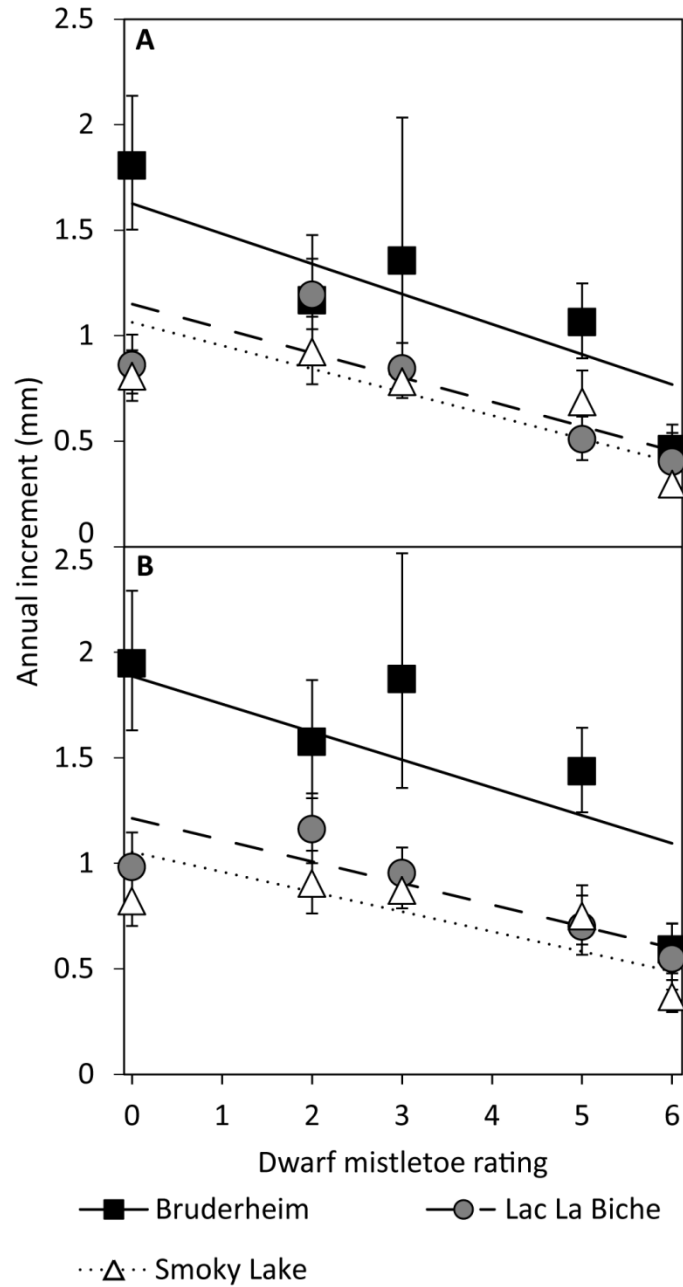 A
2.5
2
1.5
1
0.5
0
B
2.5
2
1.5
1
0.5
0
Annual increment (mm)
0 1 2 3 4 5 6
Dwarf mistletoe rating
Bruderheim Lac La Biche
Smoky Lake